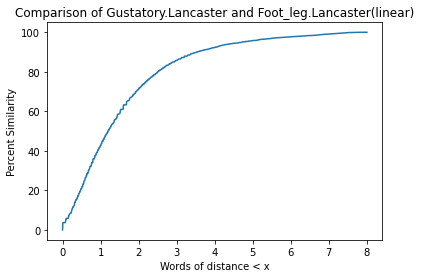 Comparison of Gustatory.Lancaster and Foot_leg.Lancaster(linear)
100
80
60
40
20
0
Percent Similarity
0 1 2 3 4 5 6 7 8
Words of distance < x